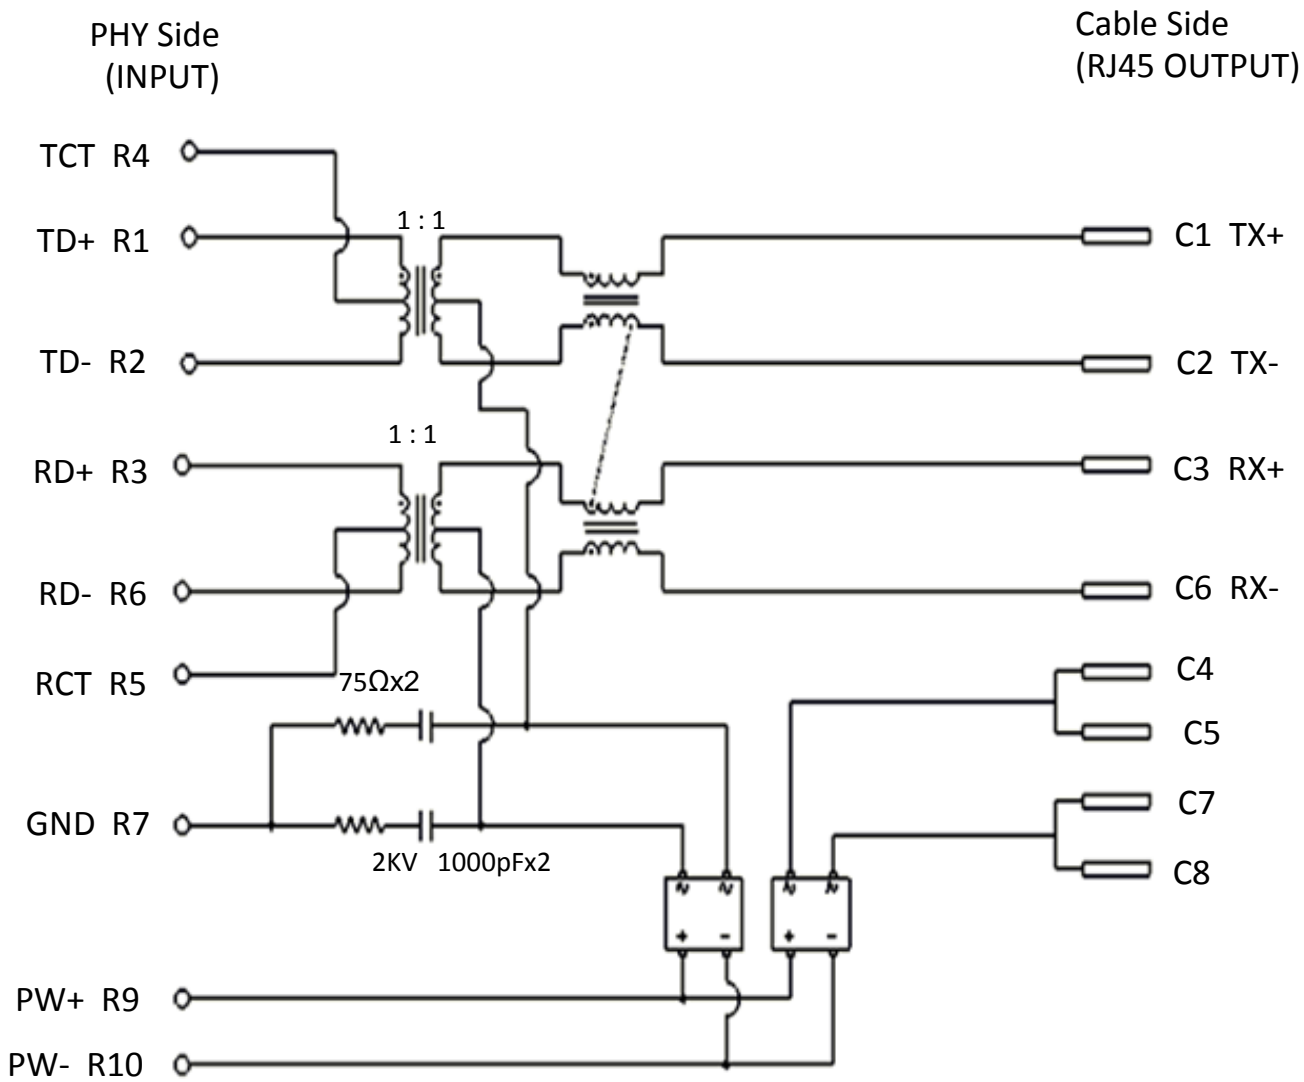 PHY Side
(INPUT)
Cable Side
(RJ45 OUTPUT)
TCT R4
TD+ R1
1 : 1
C1 TX+
TD- R2
C2 TX-
1 : 1
RD+ R3
C3 RX+
RD- R6
C6 RX-
RCT R5
75Ωx2
C4
C5
GND R7
C7
2KV 1000pFx2
C8
~ ~ ~ ~
+ - + -
PW+ R9
PW- R10